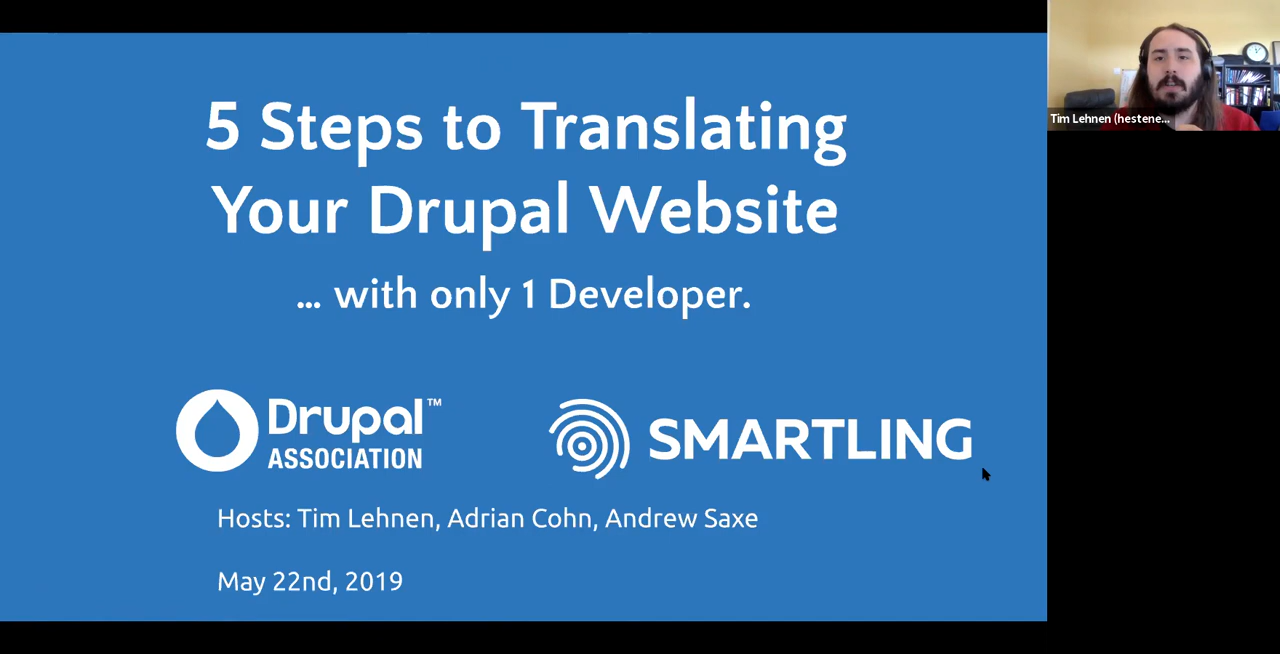 5 Steps to Translating
Your Drupal Website
... with only 1 Developer.
Drupal™
ASSOCIATION
SMARTLING
Hosts: Tim Lehnen, Adrian Cohn, Andrew Saxe
May 22nd, 2019
Tim Lehnen (hestene...